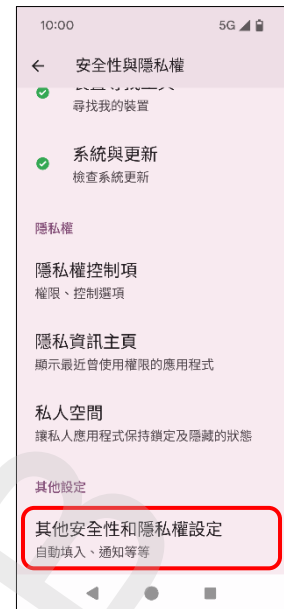 10:00 5G
安全性與隱私權
尋找我的裝置
系統與更新
檢查系統更新
隱私權
隱私權控制項
權限、控制選項
隱私資訊主頁
顯示最近曾使用權限的應用程式
私人空間
讓私人應用程式保持鎖定及隱藏的狀態
其他設定
其他安全性和隱私權設定
自動填入、通知等等